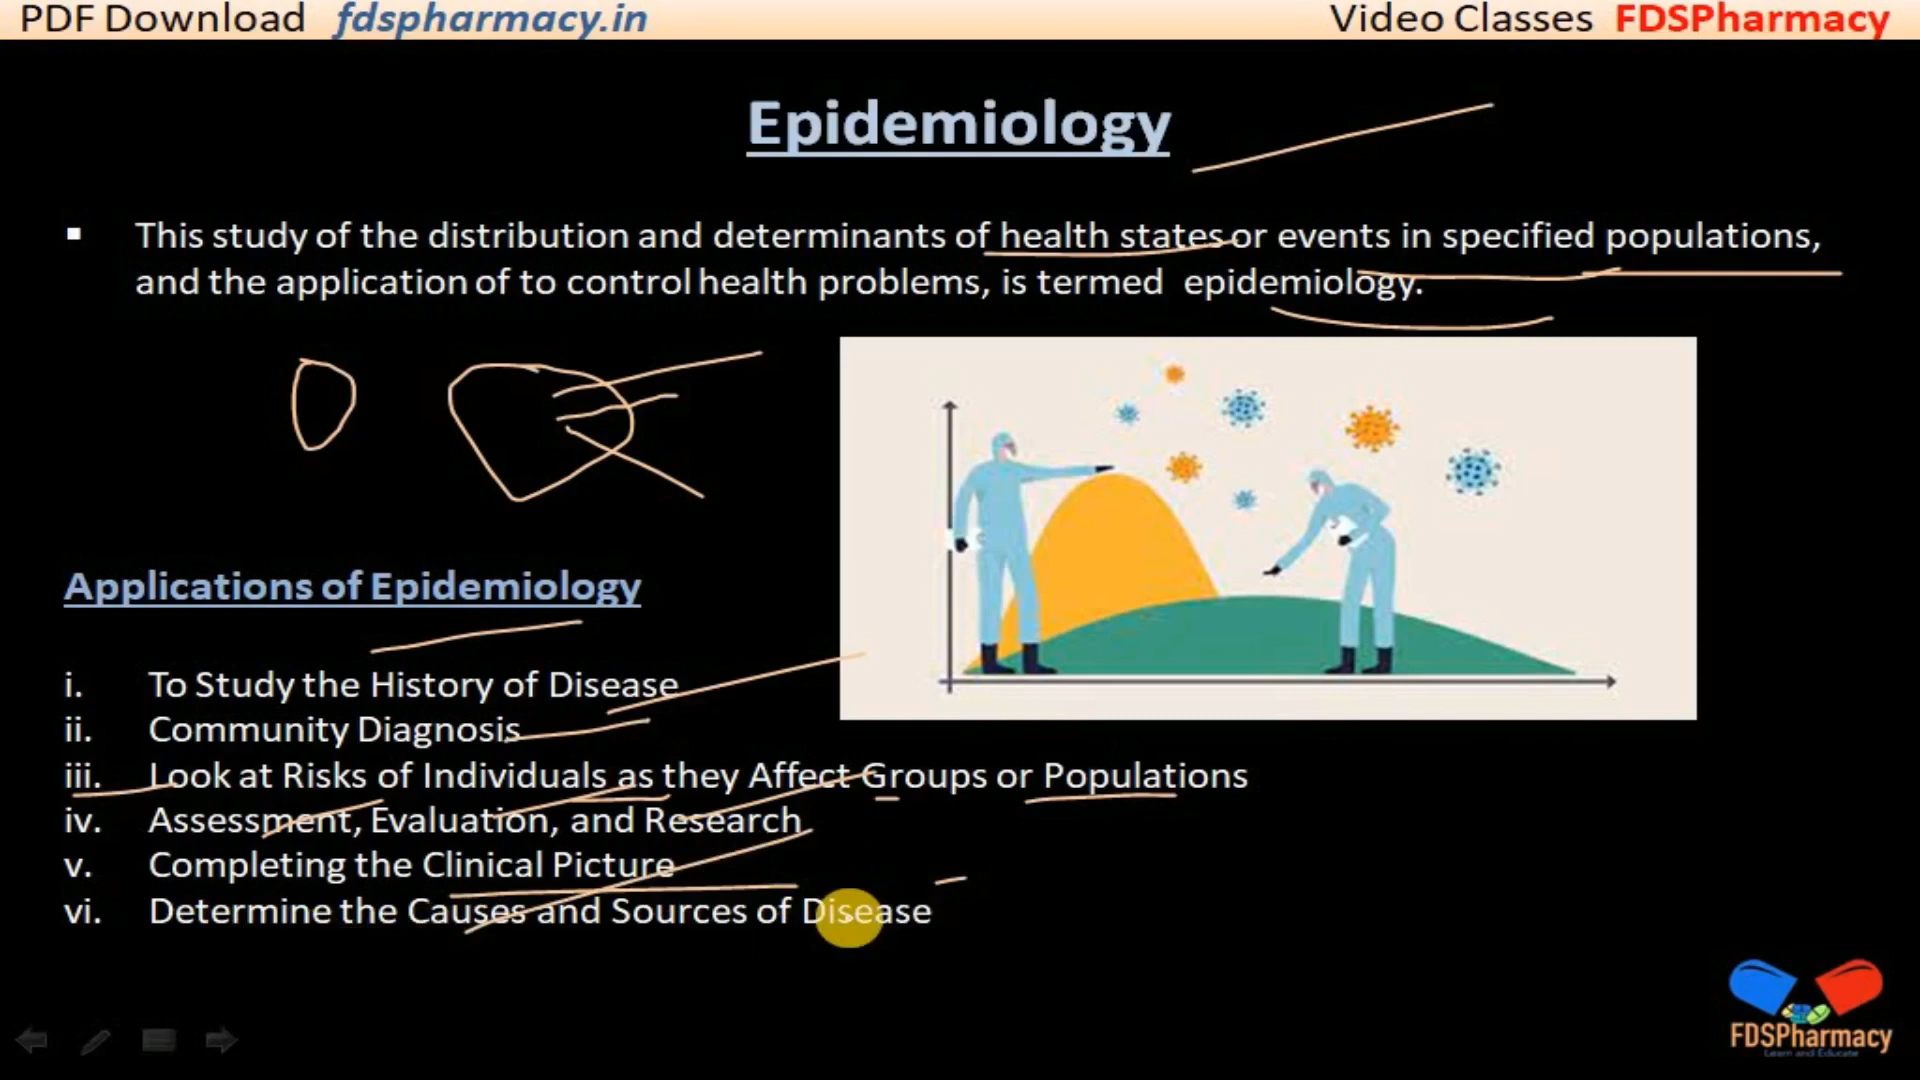 PDF Download fdspharmacy.in Video Classes FDSPharmacy
Epidemiology
▪ This study of the distribution and determinants of health states or events in specified populations,
and the application of to control health problems, is termed epidemiology.
Applications of Epidemiology
i. To Study the History of Disease
ii. Community Diagnosis
iii. Look at Risks of Individuals as they Affect Groups or Populations
iv. Assessment, Evaluation, and Research
v. Completing the Clinical Picture
vi. Determine the Causes and Sources of Disease
FDSPharmacy
Learn and Educate